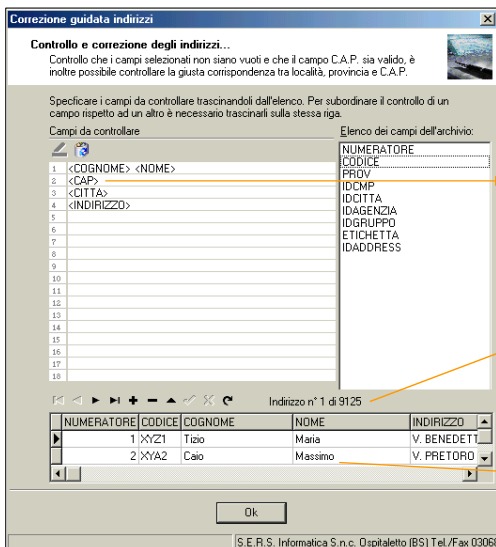 Correzione guidata indirizzi
Controllo e correzione degli indirizzi...
Controllo che i campi selezionati non siano vuoti e che il campo C.A.P. sia valido, è
inoltre possibile controllare la giusta corrispondenza tra località, provincia e C.A.P.
Specficare i campi da controllare trascinandoli dall'elenco. Per subordinare il controllo di un
campo rispetto ad un altro è necessario trascinarli sulla stessa riga.
Campi da controllare
Elenco dei campi dell'archivio:
1 <COGNOME> <NOME>
2 <CAP>
3 <CITTA>
4 <INDIRIZZO>
5
6
7
8
9
10
11
12
13
14
15
16
17
18
NUMERATORE
CODICE
PROV
IDCMP
IDCITTA
IDAGENZIA
IDGRUPPO
ETICHETTA
IDADDRESS
Indirizzo n° 1 di 9125
NUMERATORE CODICE COGNOME NOME INDIRIZZO
1 XYZ1 Tizio Maria V. BENEDETT
2 XYA2 Caio Massimo V. PRETORO
Ok
S.E.R.S. Informatica S.n.c. Ospitaletto (BS) Tel./Fax 03068